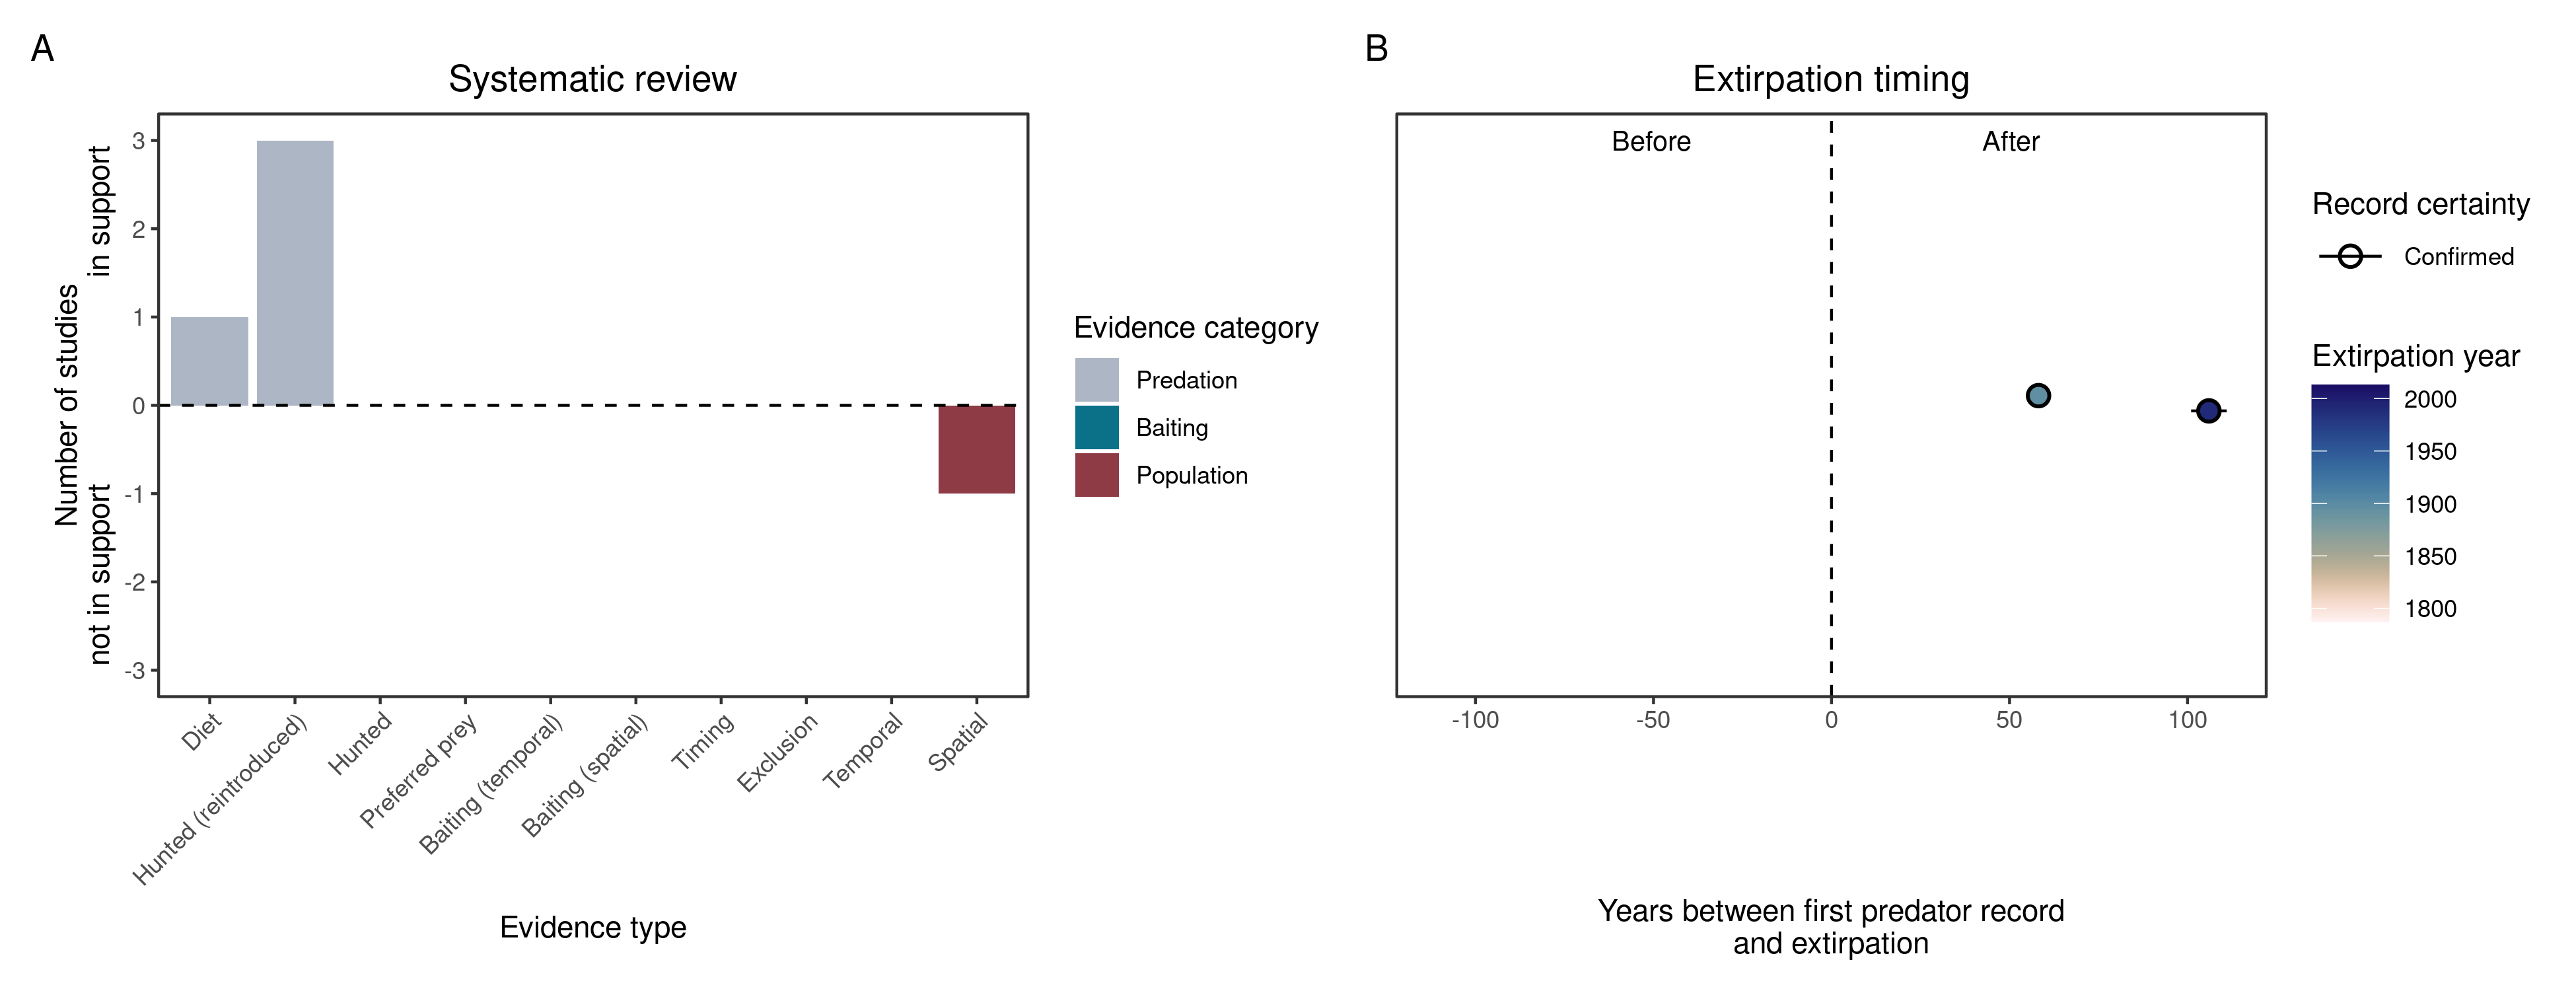 A
Systematic review
Number of studies
in support
not in support
3
2
1
0
-1
-2
-3
Diet
Hunted (reintroduced)
Hunted
Preferred prey
Baiting (temporal)
Baiting (spatial)
Timing
Exclusion
Temporal
Spatial
Evidence type
Evidence category
Predation
Baiting
Population
B
Extirpation timing
Before
After
-100
-50
0
50
100
Years between first predator record
and extirpation
Record certainty
Confirmed
Extirpation year
2000
1950
1900
1850
1800